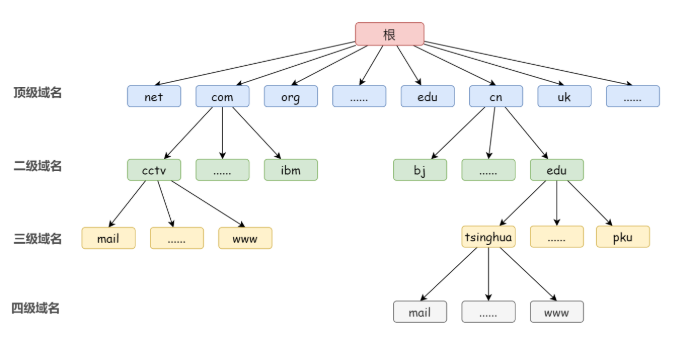 根
顶级域名 net com org ...... edu cn uk ......
二级域名 cctv ...... ibm bj ...... edu
三级域名 mail ...... www tsinghua ...... pku
四级域名 mail ...... www